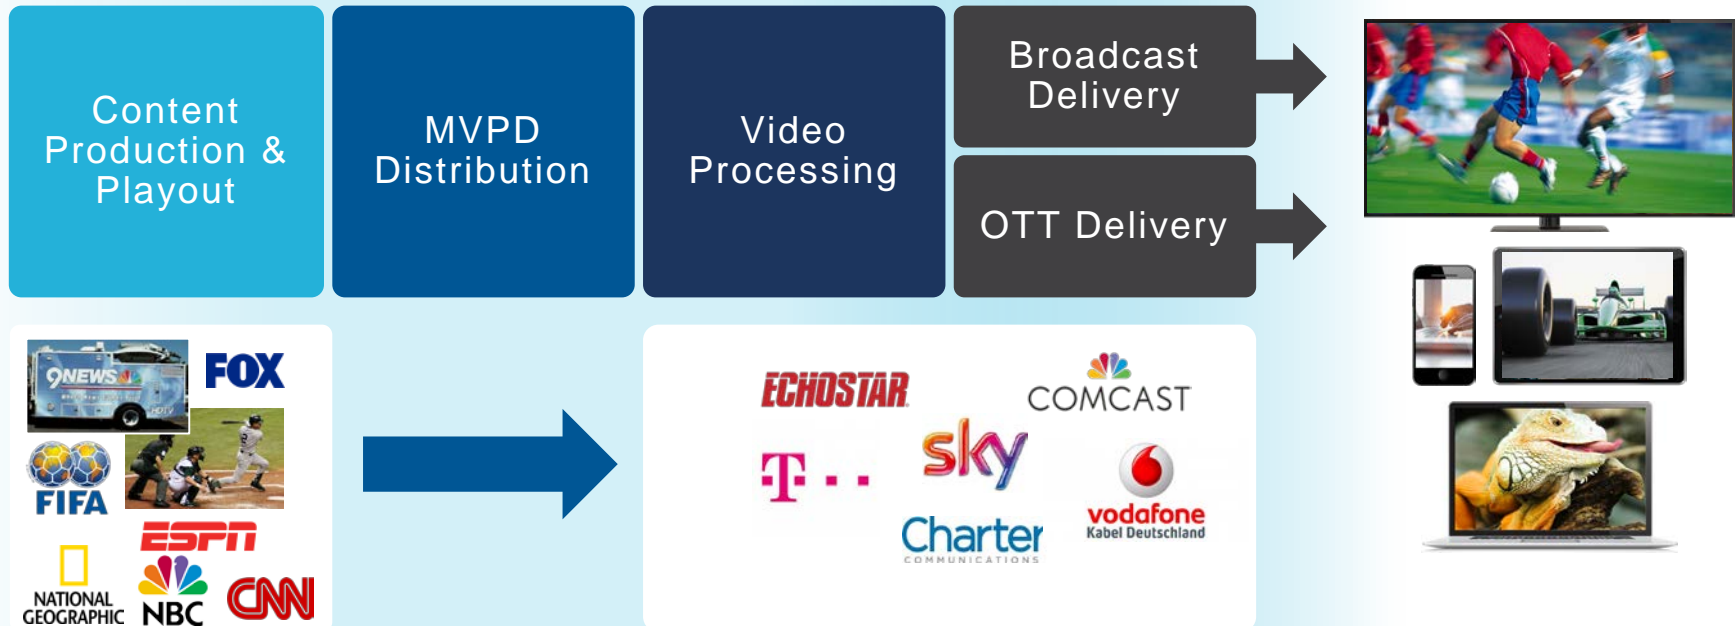 Content
Production &
Playout
MVPD
Distribution
Video
Processing
Broadcast
Delivery
OTT Delivery
9NEWS
HDTV
FOX
FIFA
ESPN
NATIONAL
GEOGRAPHIC
NBC
CNN
ECHOSTAR
COMCAST
T
sky
vodafone
Kabel Deutschland
Charter
COMMUNICATIONS